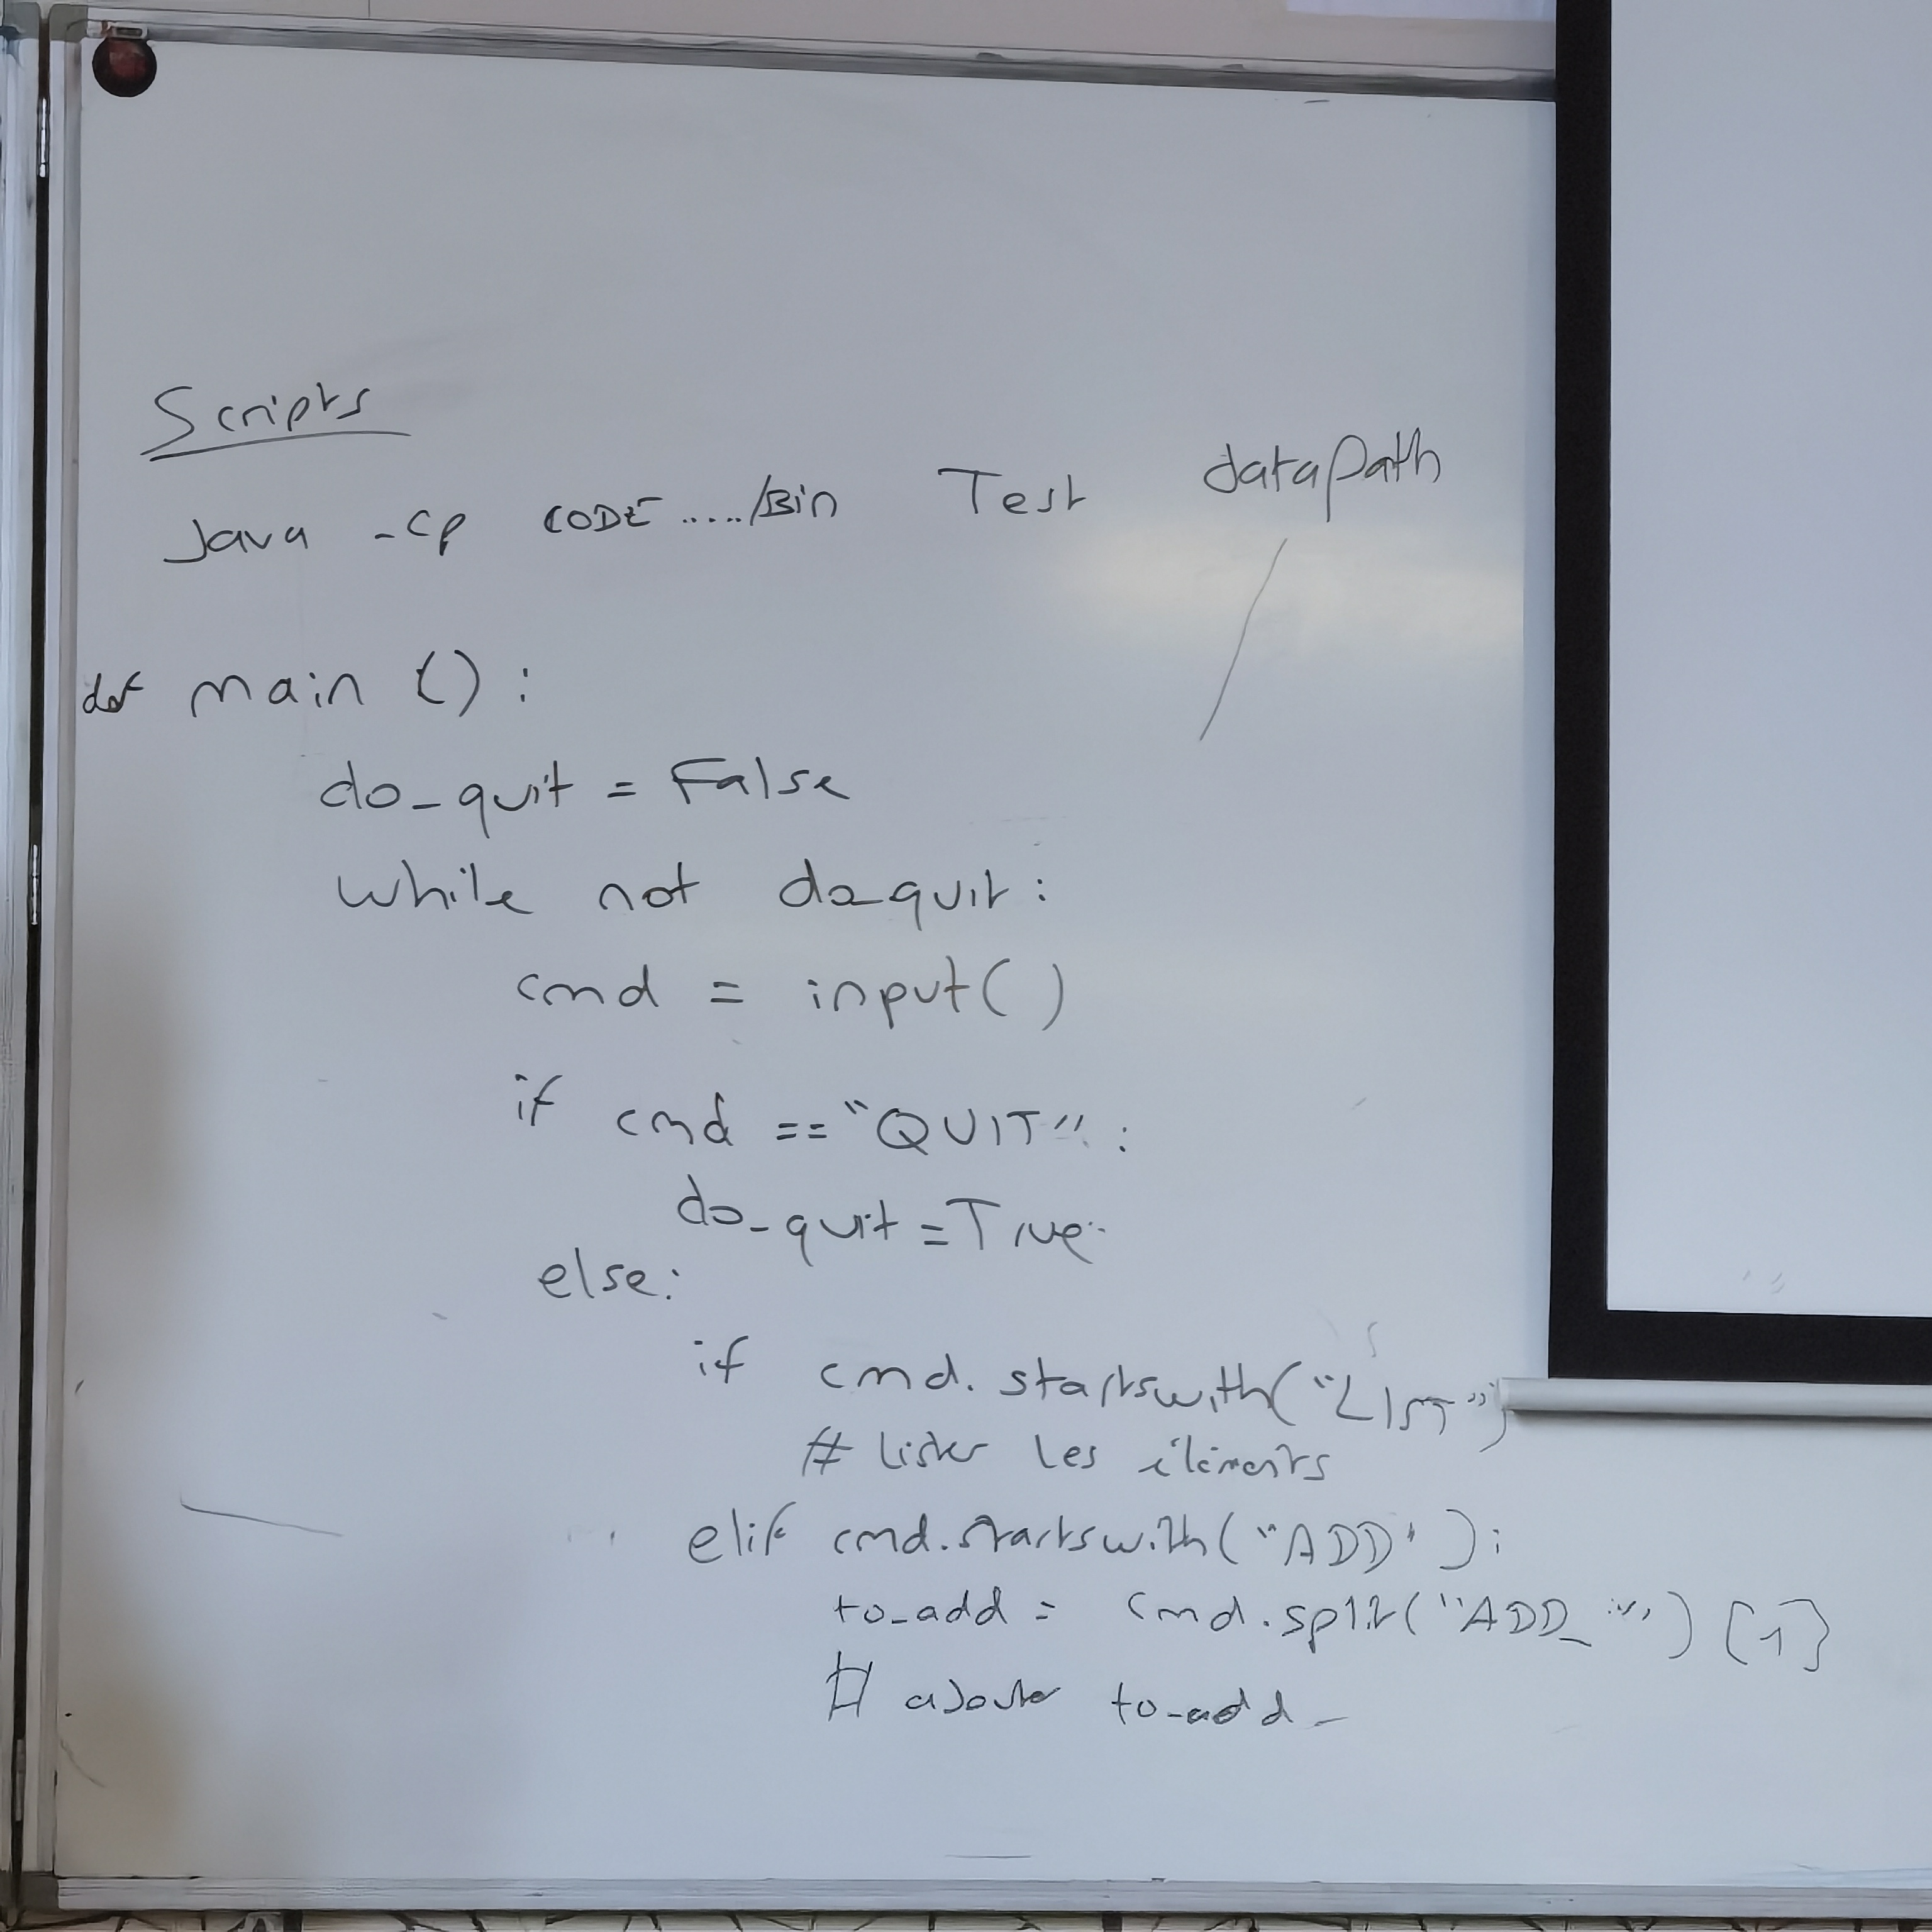 Scripts
Java -cp CODE...../Bin Test dataPath
def main ():
do_quit = False
while not do_quit:
cmd = input()
if cmd == "QUIT":
do_quit = True
else:
if cmd.startswith("LIST")
# lister les éléments
elif cmd.startswith("ADD"):
to_add = cmd.split("ADD_")[1]
# ajouter to_add